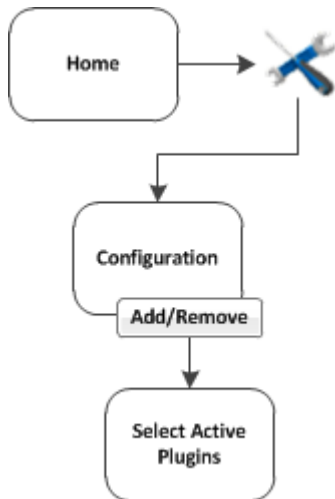 Home
Configuration
Add/Remove
Select Active
Plugins